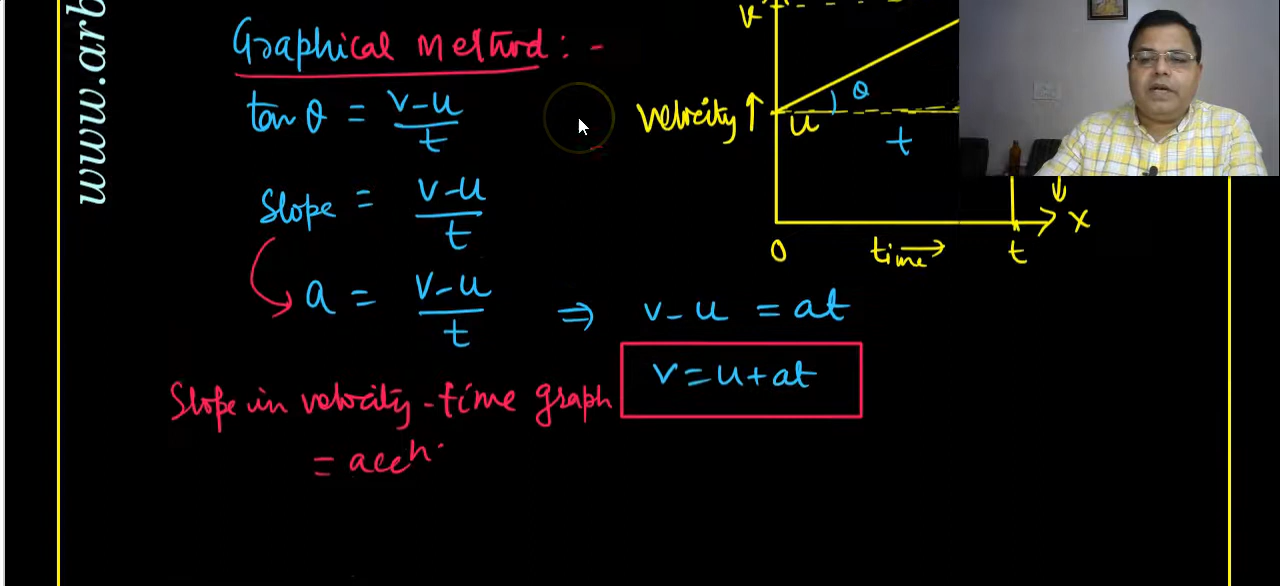 www.arb
Graphical Method : -
tan θ = v-u / t
Slope = v-u / t
a = v-u / t ⇒ v-u = at
v = u + at
Slope in velocity-time graph
= accn.
v
velocity ↑
u
θ
t
0
time →
t
x